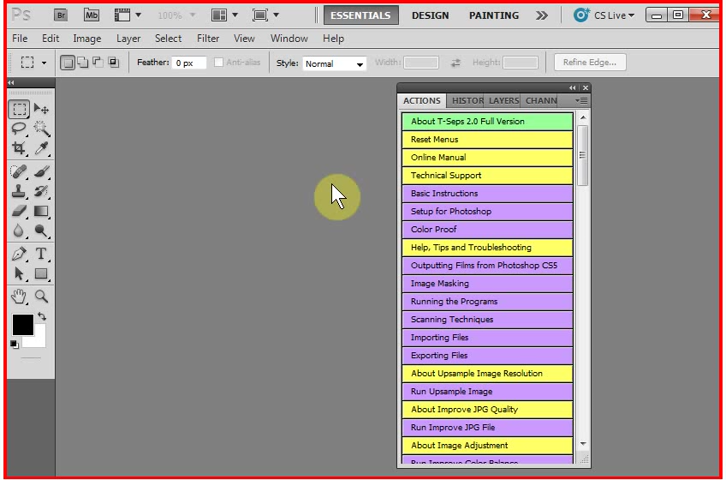 Ps Br Mb 100% ESSENTIALS DESIGN PAINTING CS Live
File Edit Image Layer Select Filter View Window Help
Feather: 0 px Anti-alias Style: Normal Width: Height: Refine Edge...
ACTIONS HISTOR LAYERS CHANN
About T-Seps 2.0 Full Version
Reset Menus
Online Manual
Technical Support
Basic Instructions
Setup for Photoshop
Color Proof
Help, Tips and Troubleshooting
Outputting Films from Photoshop CS5
Image Masking
Running the Programs
Scanning Techniques
Importing Files
Exporting Files
About Upsample Image Resolution
Run Upsample Image
About Improve JPG Quality
Run Improve JPG File
About Image Adjustment
Run Improve Color Balance
T